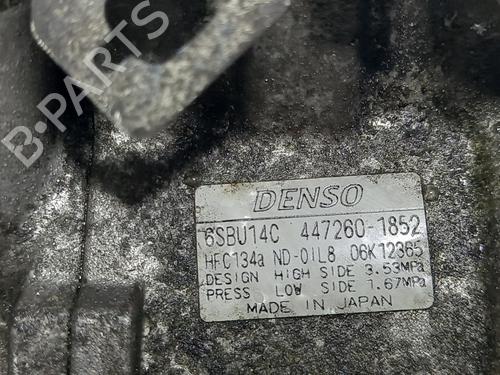 B-PARTS
DENSO
6SBU14C 447260-1852
HFC134a ND-OIL8 06K12365
DESIGN HIGH SIDE 3.53MPa
PRESS LOW SIDE 1.67MPa
MADE IN JAPAN